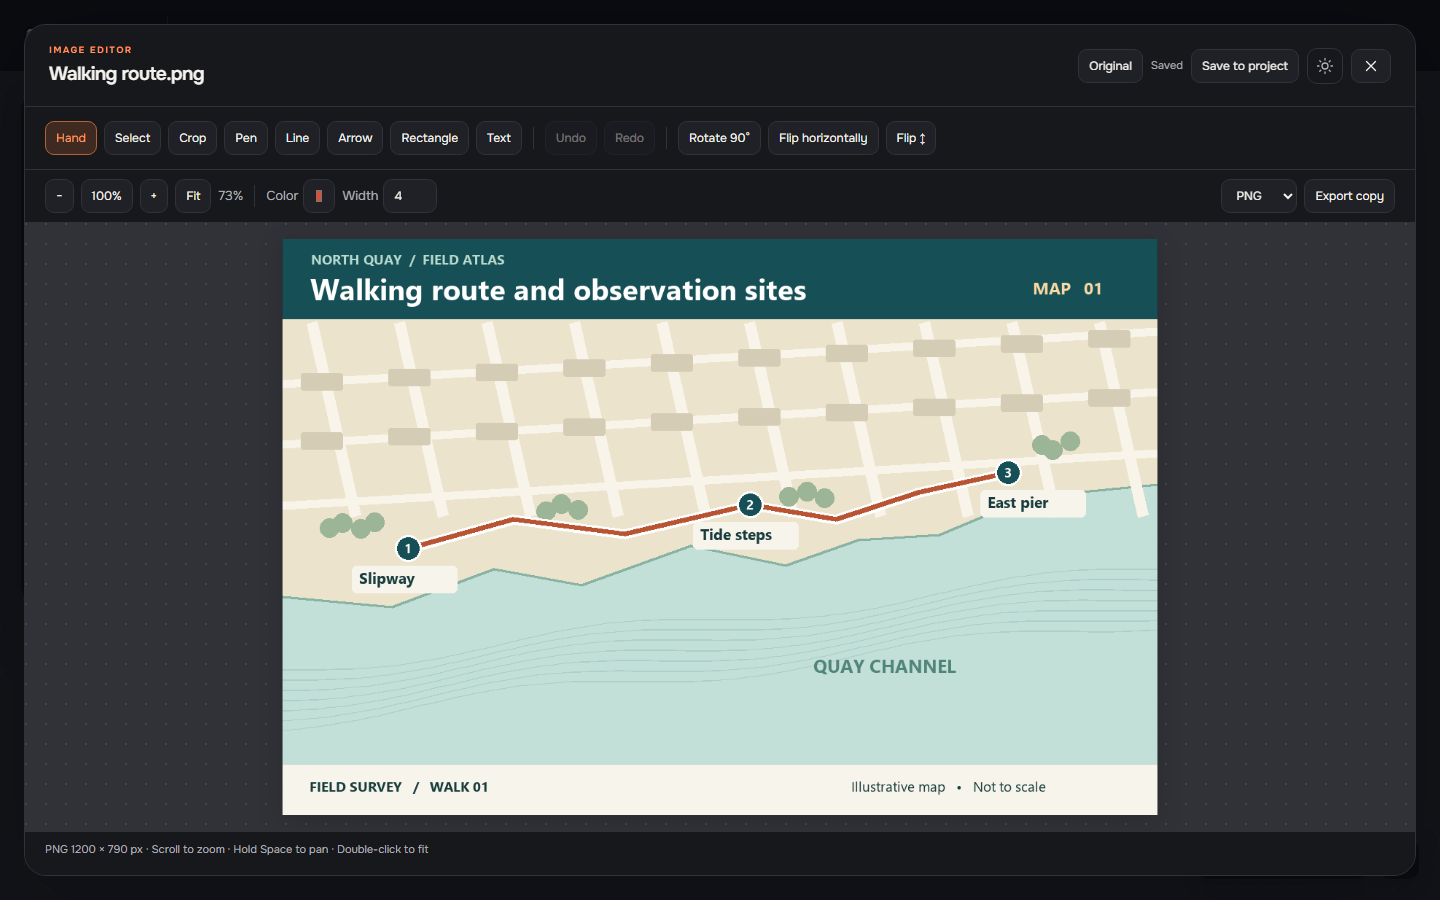 IMAGE EDITOR
Walking route.png
Original Saved Save to project
Hand Select Crop Pen Line Arrow Rectangle Text Undo Redo Rotate 90° Flip horizontally Flip ↕
- 100% + Fit 73% Color Width 4 PNG Export copy
NORTH QUAY / FIELD ATLAS
Walking route and observation sites
MAP 01
3
East pier
2
Tide steps
1
Slipway
QUAY CHANNEL
FIELD SURVEY / WALK 01
Illustrative map • Not to scale
PNG 1200 × 790 px · Scroll to zoom · Hold Space to pan · Double-click to fit